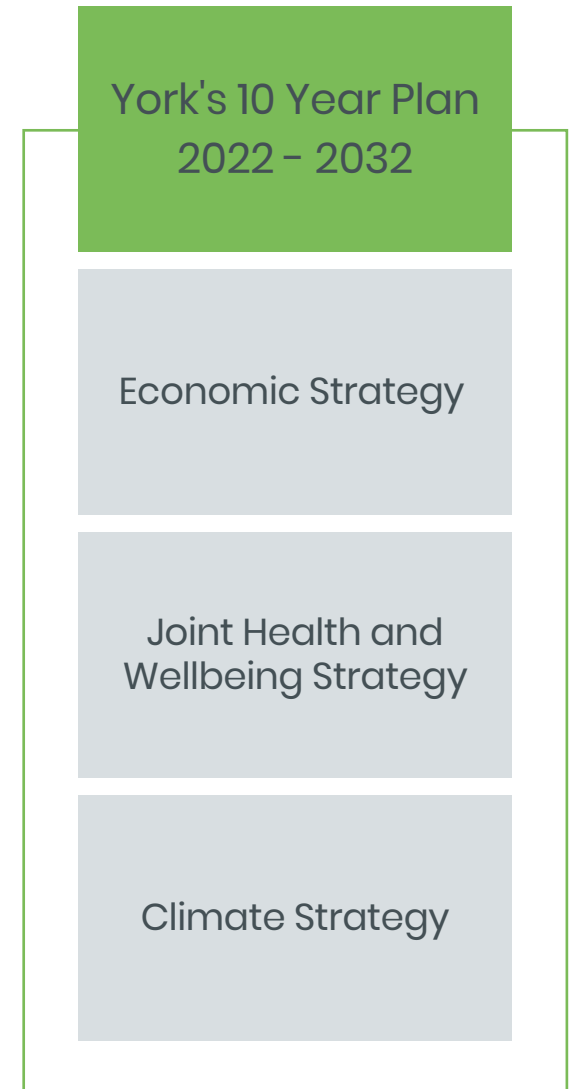 York's 10 Year Plan
2022 - 2032
Economic Strategy
Joint Health and
Wellbeing Strategy
Climate Strategy